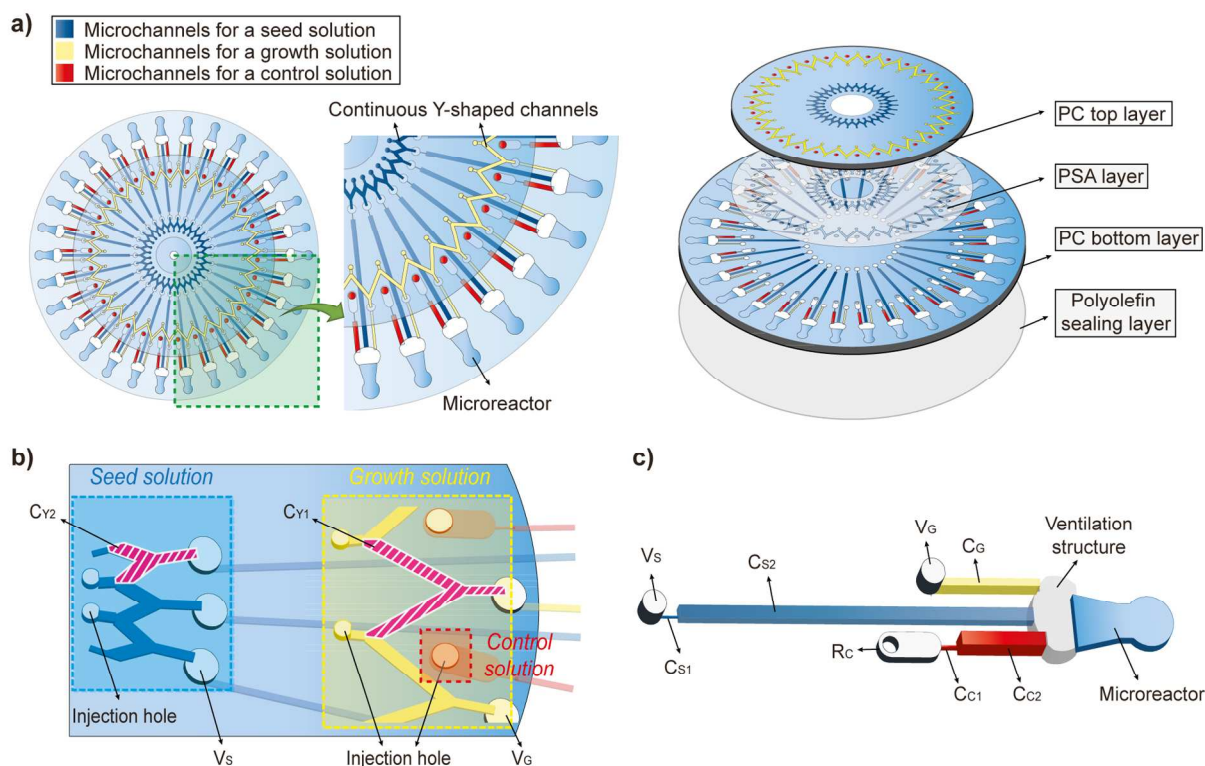 a)
Microchannels for a seed solution
Microchannels for a growth solution
Microchannels for a control solution
Continuous Y-shaped channels
Microreactor
PC top layer
PSA layer
PC bottom layer
Polyolefin
sealing layer
b)
Seed solution
Growth solution
CY2
CY1
Control
solution
Injection hole
VS
Injection hole
VG
c)
VS
CS2
VG
CG
Ventilation
structure
CS1
RC
CC1
CC2
Microreactor